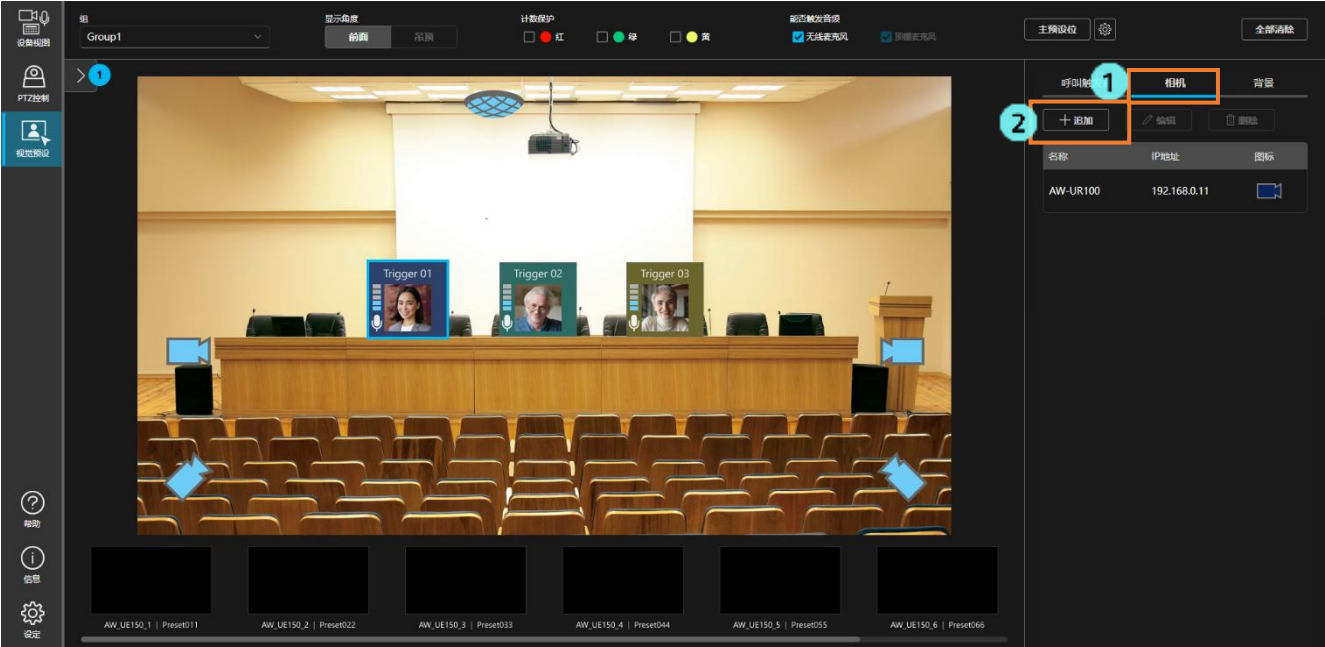 设备视图
PTZ控制
视觉预设
帮助
信息
设定
组
Group1
显示角度
前面
吊顶
计数保护
红
绿
黄
能否触发音频
无线麦克风
顶棚麦克风
主预设位
全部清除
1
Trigger 01
Trigger 02
Trigger 03
AW_UE150_1 | Preset011
AW_UE150_2 | Preset022
AW_UE150_3 | Preset033
AW_UE150_4 | Preset044
AW_UE150_5 | Preset055
AW_UE150_6 | Preset066
呼叫触
1
相机
背景
2
+ 追加
编辑
删除
名称 IP地址 图标
AW-UR100 192.168.0.11